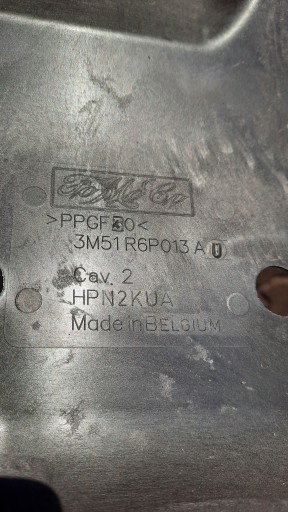 FoMoCo
>PPGF30<
3M51 R6P013 A U
Cav. 2
HPN2KUA
Made in BELGIUM